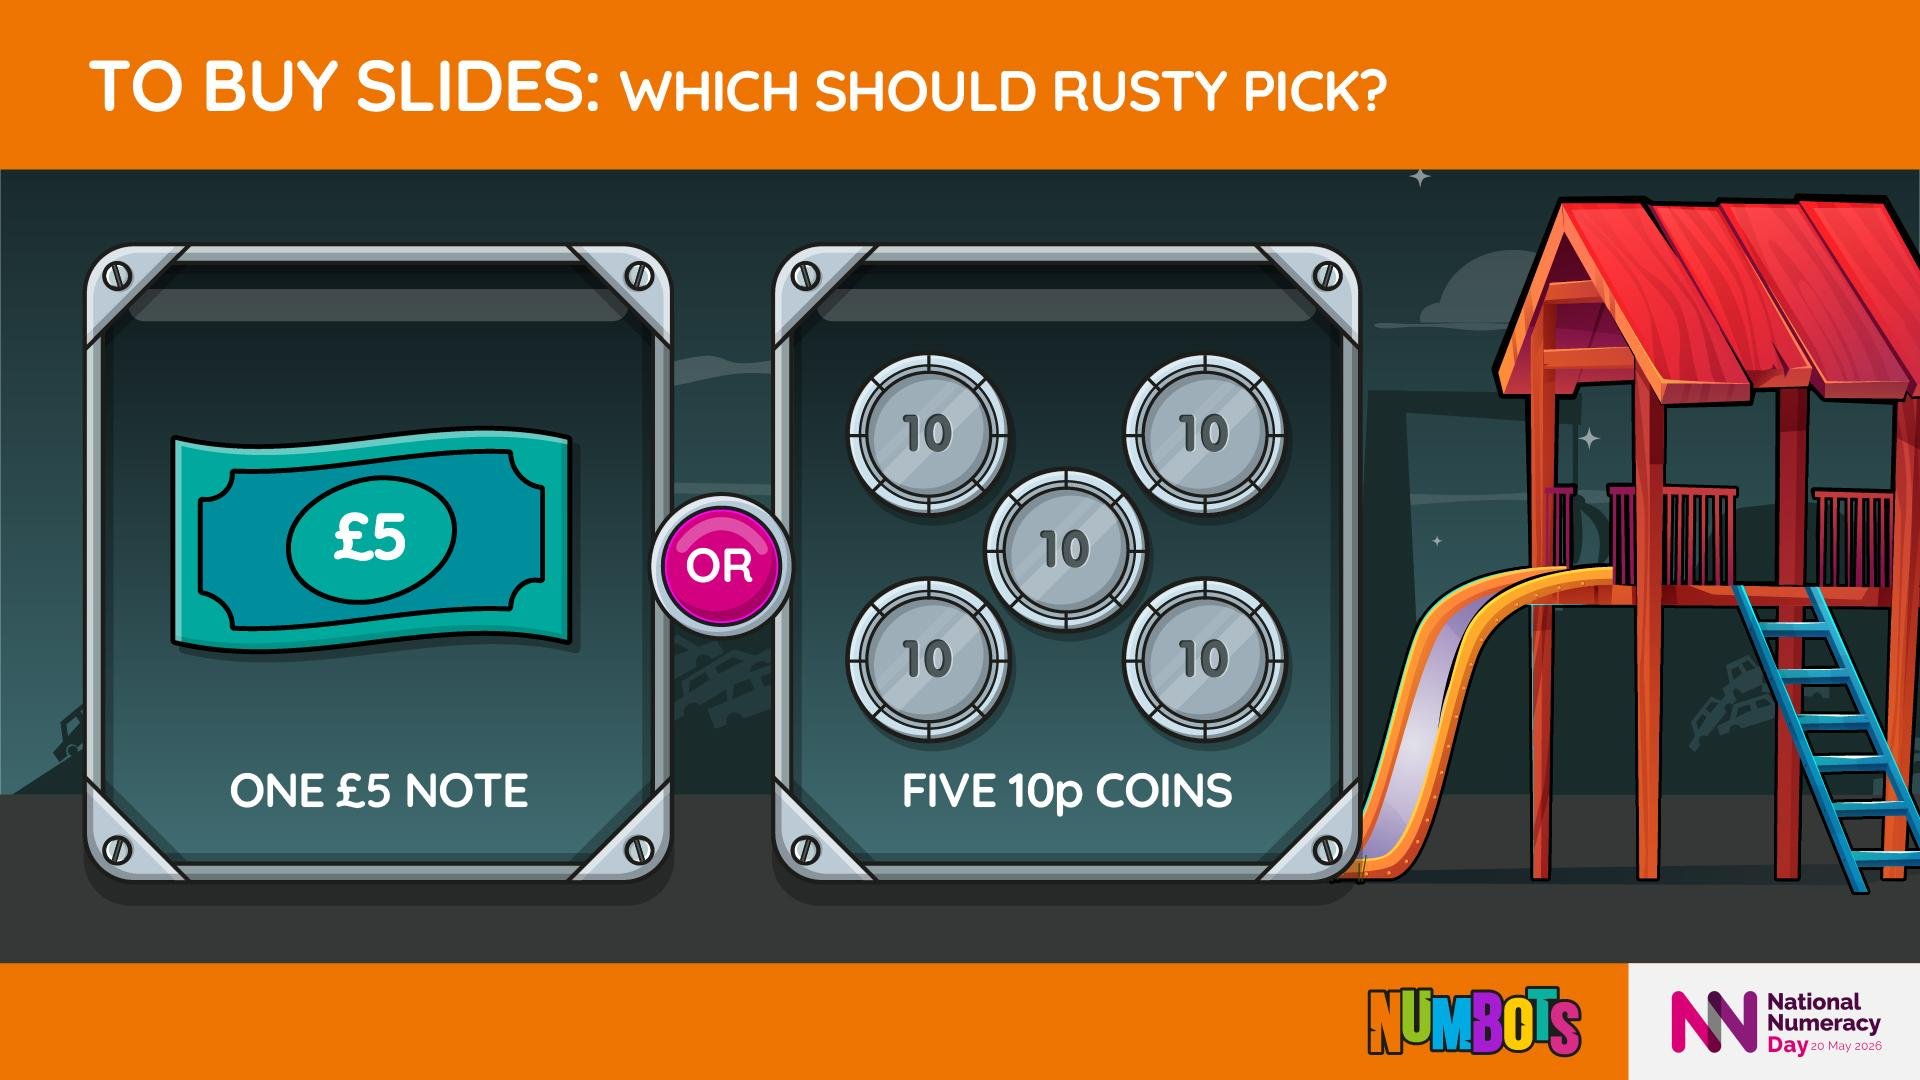 TO BUY SLIDES: WHICH SHOULD RUSTY PICK?
£5
ONE £5 NOTE
OR
10
10
10
10
10
FIVE 10p COINS
NUMBOTS
National
Numeracy
Day 20 May 2026